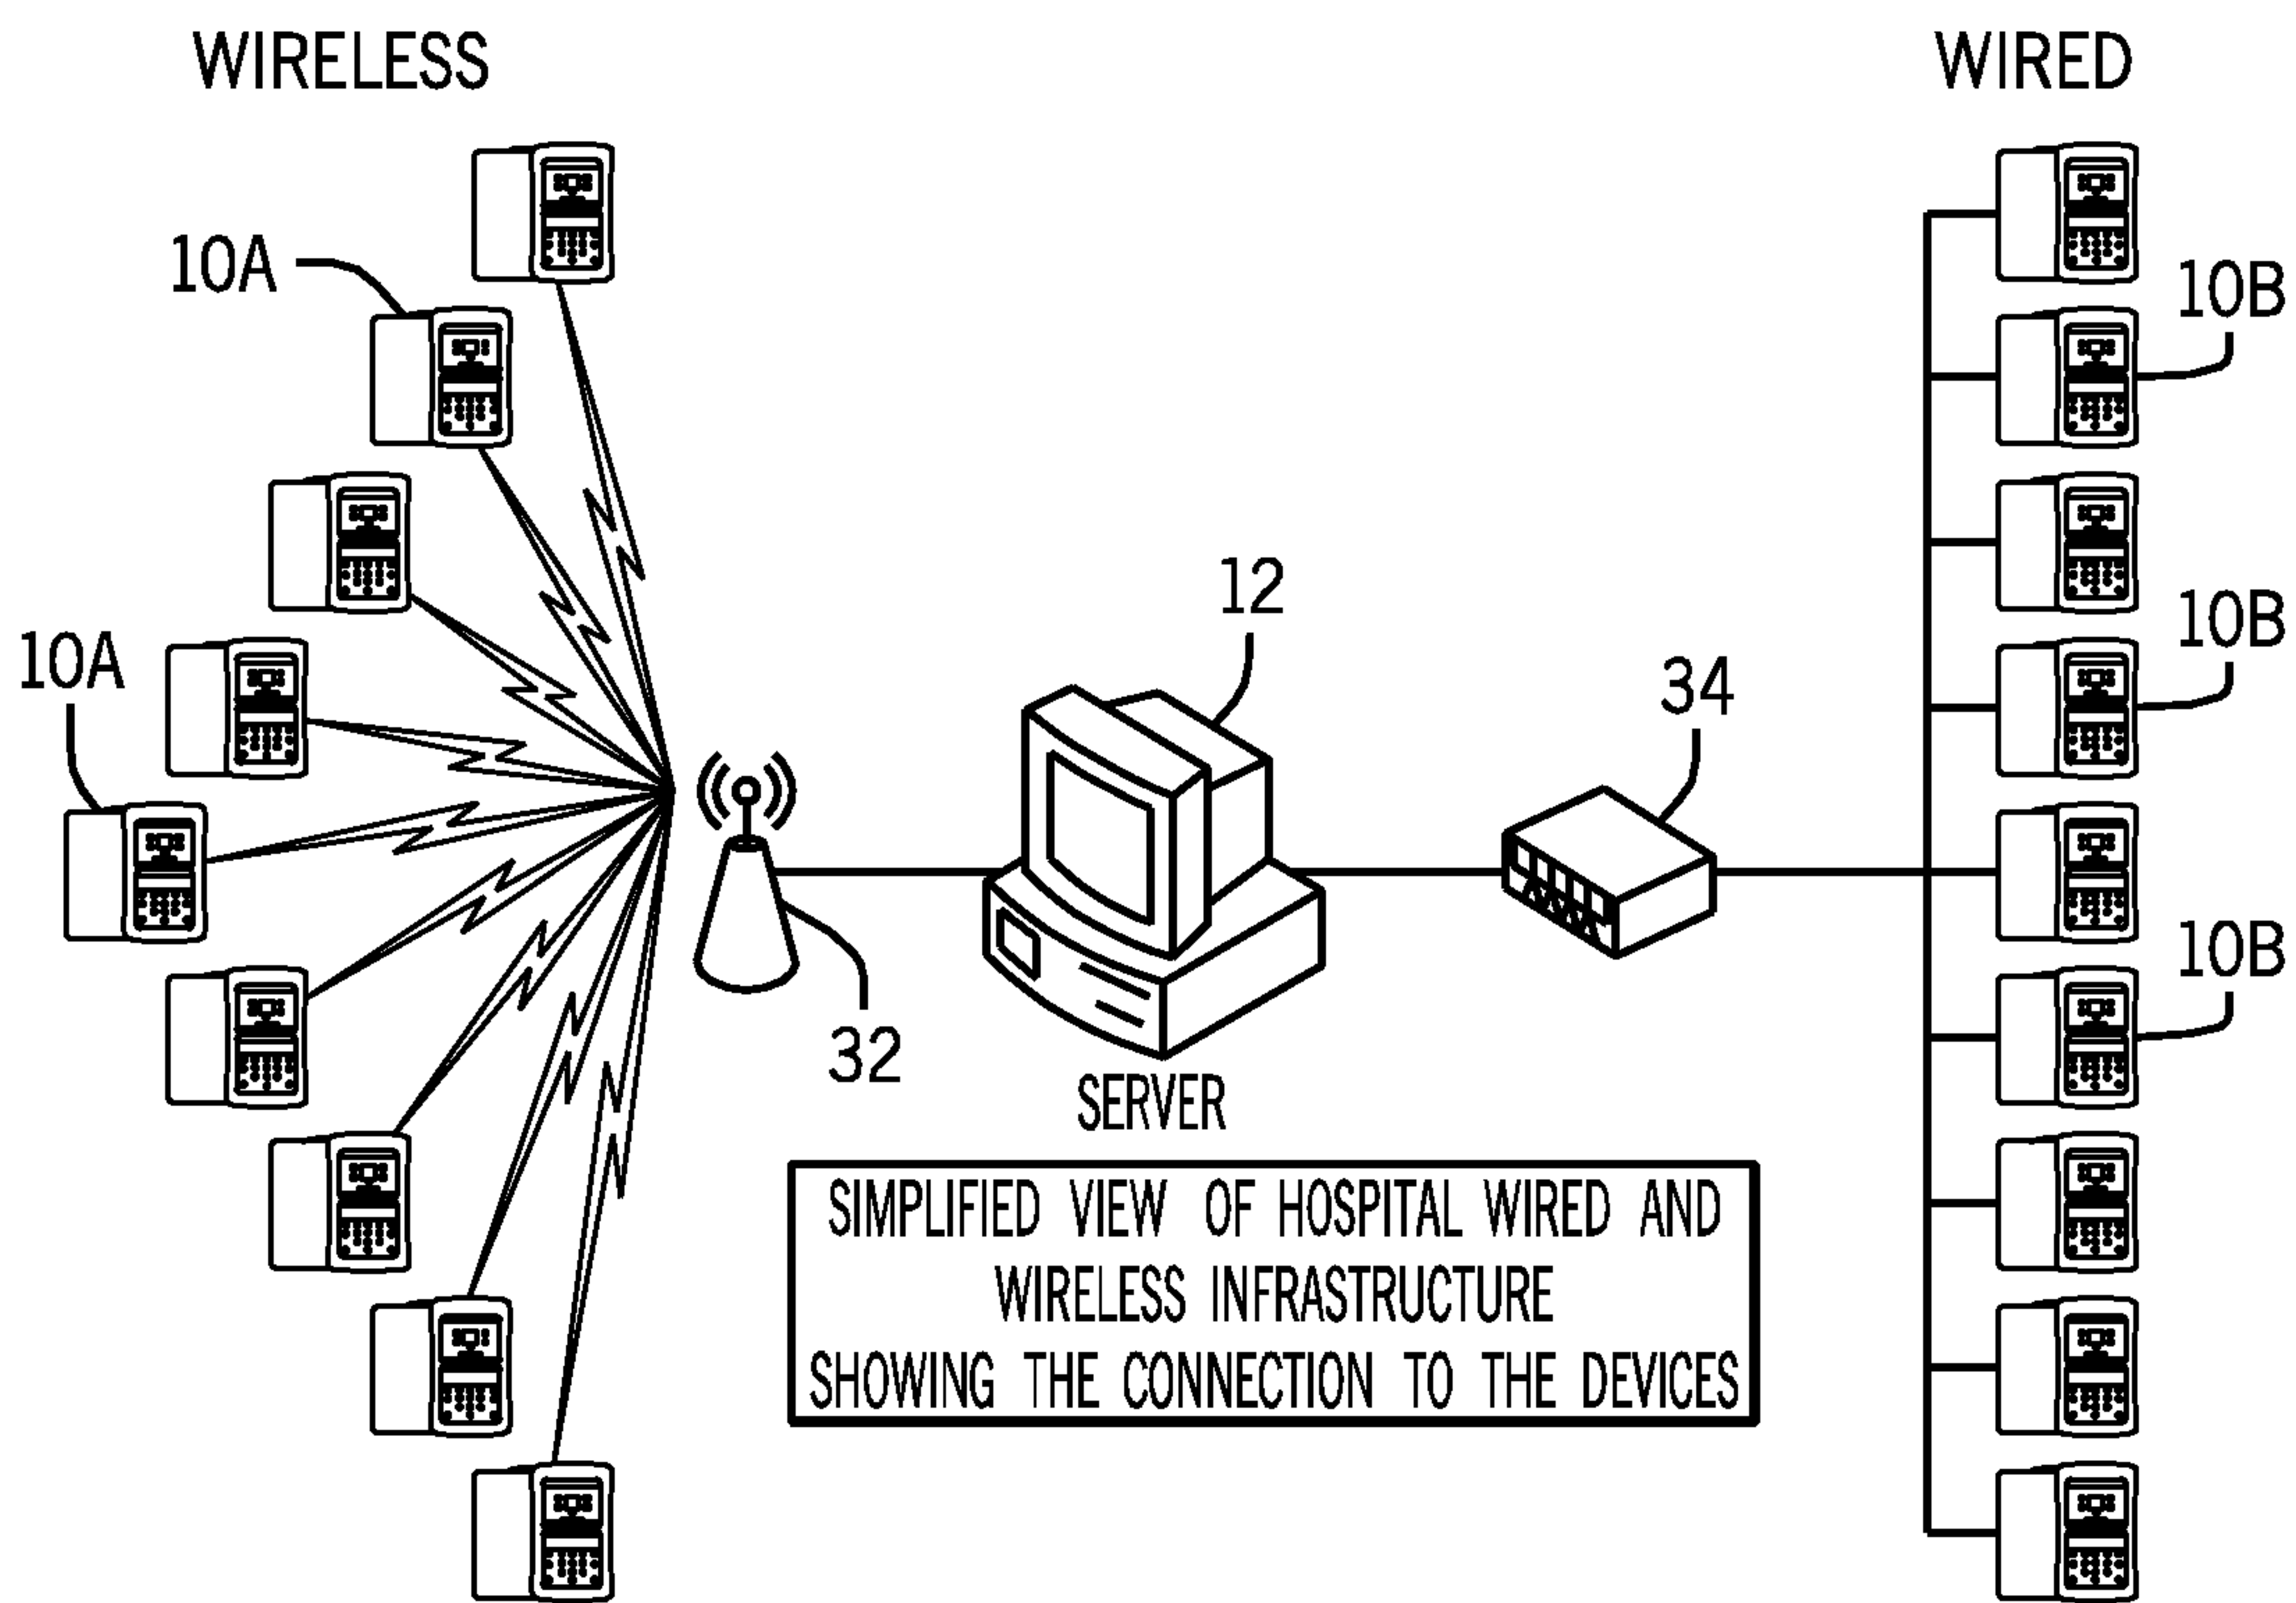 WIRELESS
WIRED
10A
10B
12
10B
10A
34
10B
32
SERVER
SIMPLIFIED VIEW OF HOSPITAL WIRED AND
WIRELESS INFRASTRUCTURE
SHOWING THE CONNECTION TO THE DEVICES